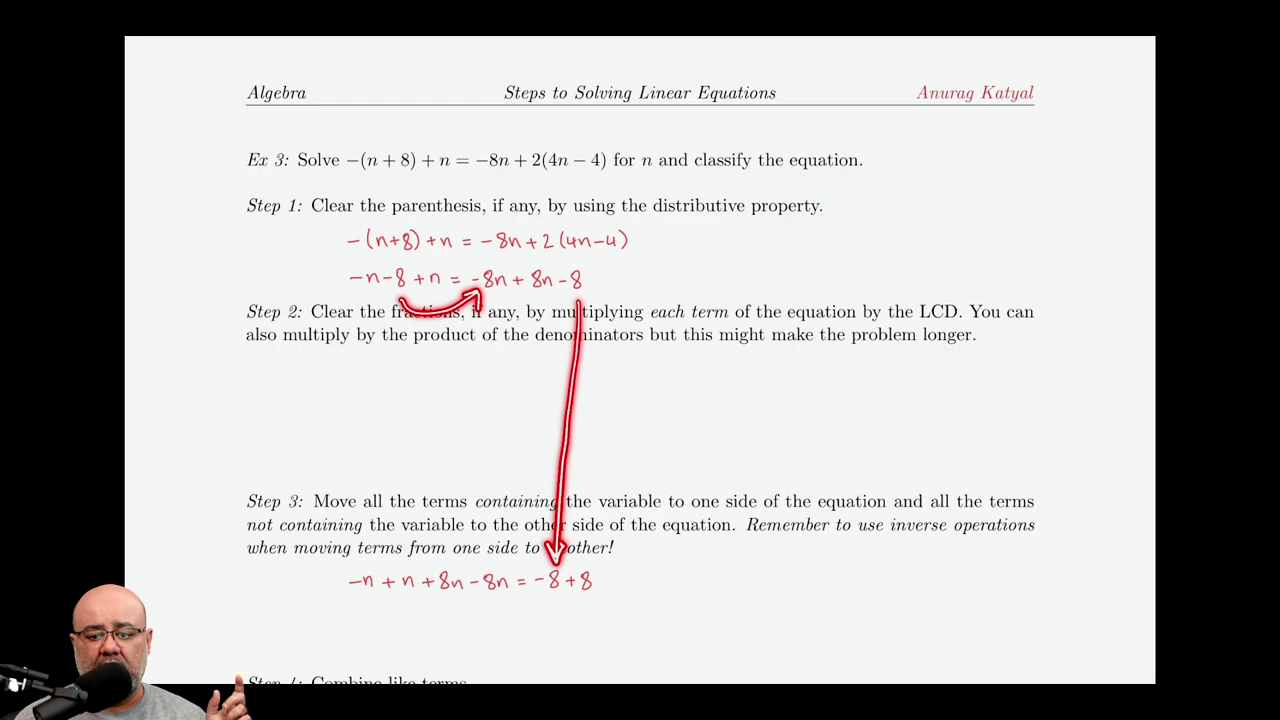 Algebra Steps to Solving Linear Equations Anurag Katyal
Ex 3: Solve −(n + 8) + n = −8n + 2(4n − 4) for n and classify the equation.
Step 1: Clear the parenthesis, if any, by using the distributive property.
-(n+8)+n = -8n+2(4n-4)
-n-8+n = -8n+8n-8
Step 2: Clear the fractions, if any, by multiplying each term of the equation by the LCD. You can
also multiply by the product of the denominators but this might make the problem longer.
Step 3: Move all the terms containing the variable to one side of the equation and all the terms
not containing the variable to the other side of the equation. Remember to use inverse operations
when moving terms from one side to another!
-n+n+8n-8n = -8+8
Step 4: Combine like terms.